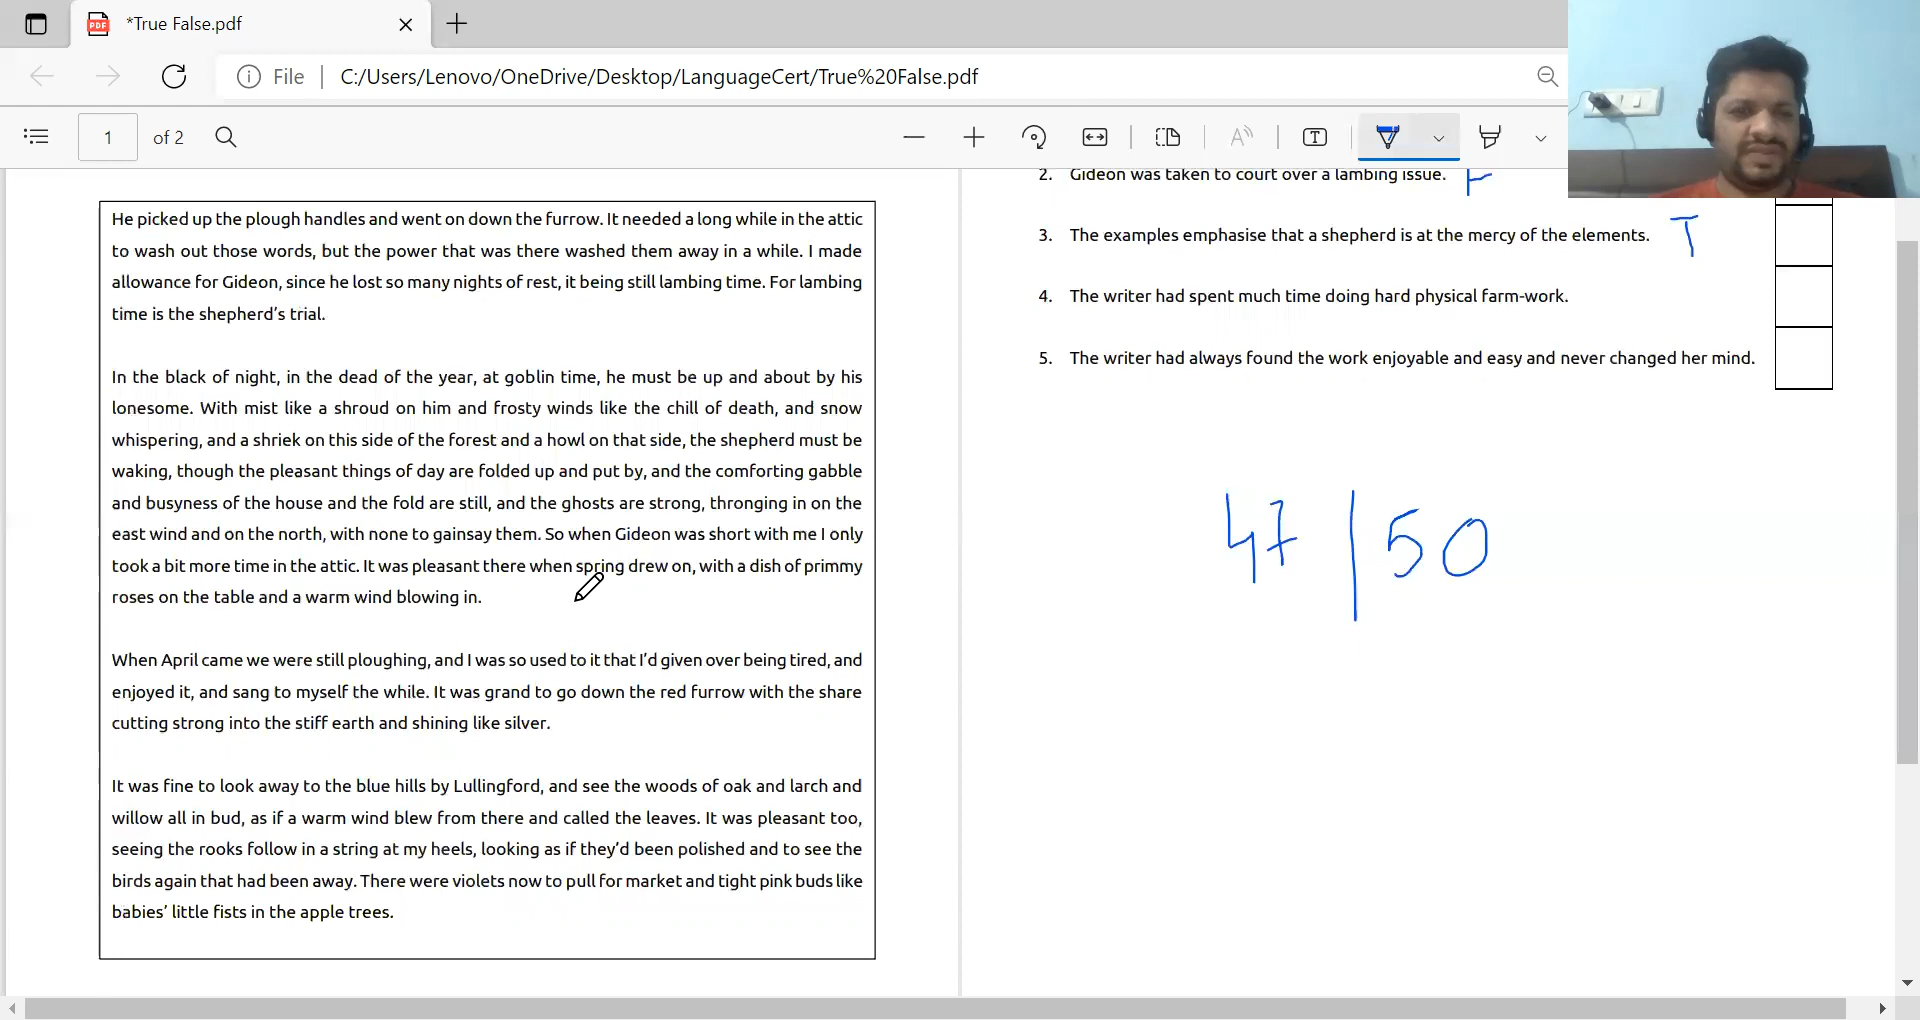 *True False.pdf
File C:/Users/Lenovo/OneDrive/Desktop/LanguageCert/True%20False.pdf
1 of 2
He picked up the plough handles and went on down the furrow. It needed a long while in the attic
to wash out those words, but the power that was there washed them away in a while. I made
allowance for Gideon, since he lost so many nights of rest, it being still lambing time. For lambing
time is the shepherd’s trial.
In the black of night, in the dead of the year, at goblin time, he must be up and about by his
lonesome. With mist like a shroud on him and frosty winds like the chill of death, and snow
whispering, and a shriek on this side of the forest and a howl on that side, the shepherd must be
waking, though the pleasant things of day are folded up and put by, and the comforting gabble
and busyness of the house and the fold are still, and the ghosts are strong, thronging in on the
east wind and on the north, with none to gainsay them. So when Gideon was short with me I only
took a bit more time in the attic. It was pleasant there when spring drew on, with a dish of primmy
roses on the table and a warm wind blowing in.
When April came we were still ploughing, and I was so used to it that I’d given over being tired, and
enjoyed it, and sang to myself the while. It was grand to go down the red furrow with the share
cutting strong into the stiff earth and shining like silver.
It was fine to look away to the blue hills by Lullingford, and see the woods of oak and larch and
willow all in bud, as if a warm wind blew from there and called the leaves. It was pleasant too,
seeing the rooks follow in a string at my heels, looking as if they’d been polished and to see the
birds again that had been away. There were violets now to pull for market and tight pink buds like
babies’ little fists in the apple trees.
2. Gideon was taken to court over a lambing issue. F
3. The examples emphasise that a shepherd is at the mercy of the elements. T
4. The writer had spent much time doing hard physical farm-work.
5. The writer had always found the work enjoyable and easy and never changed her mind.
47 | 50